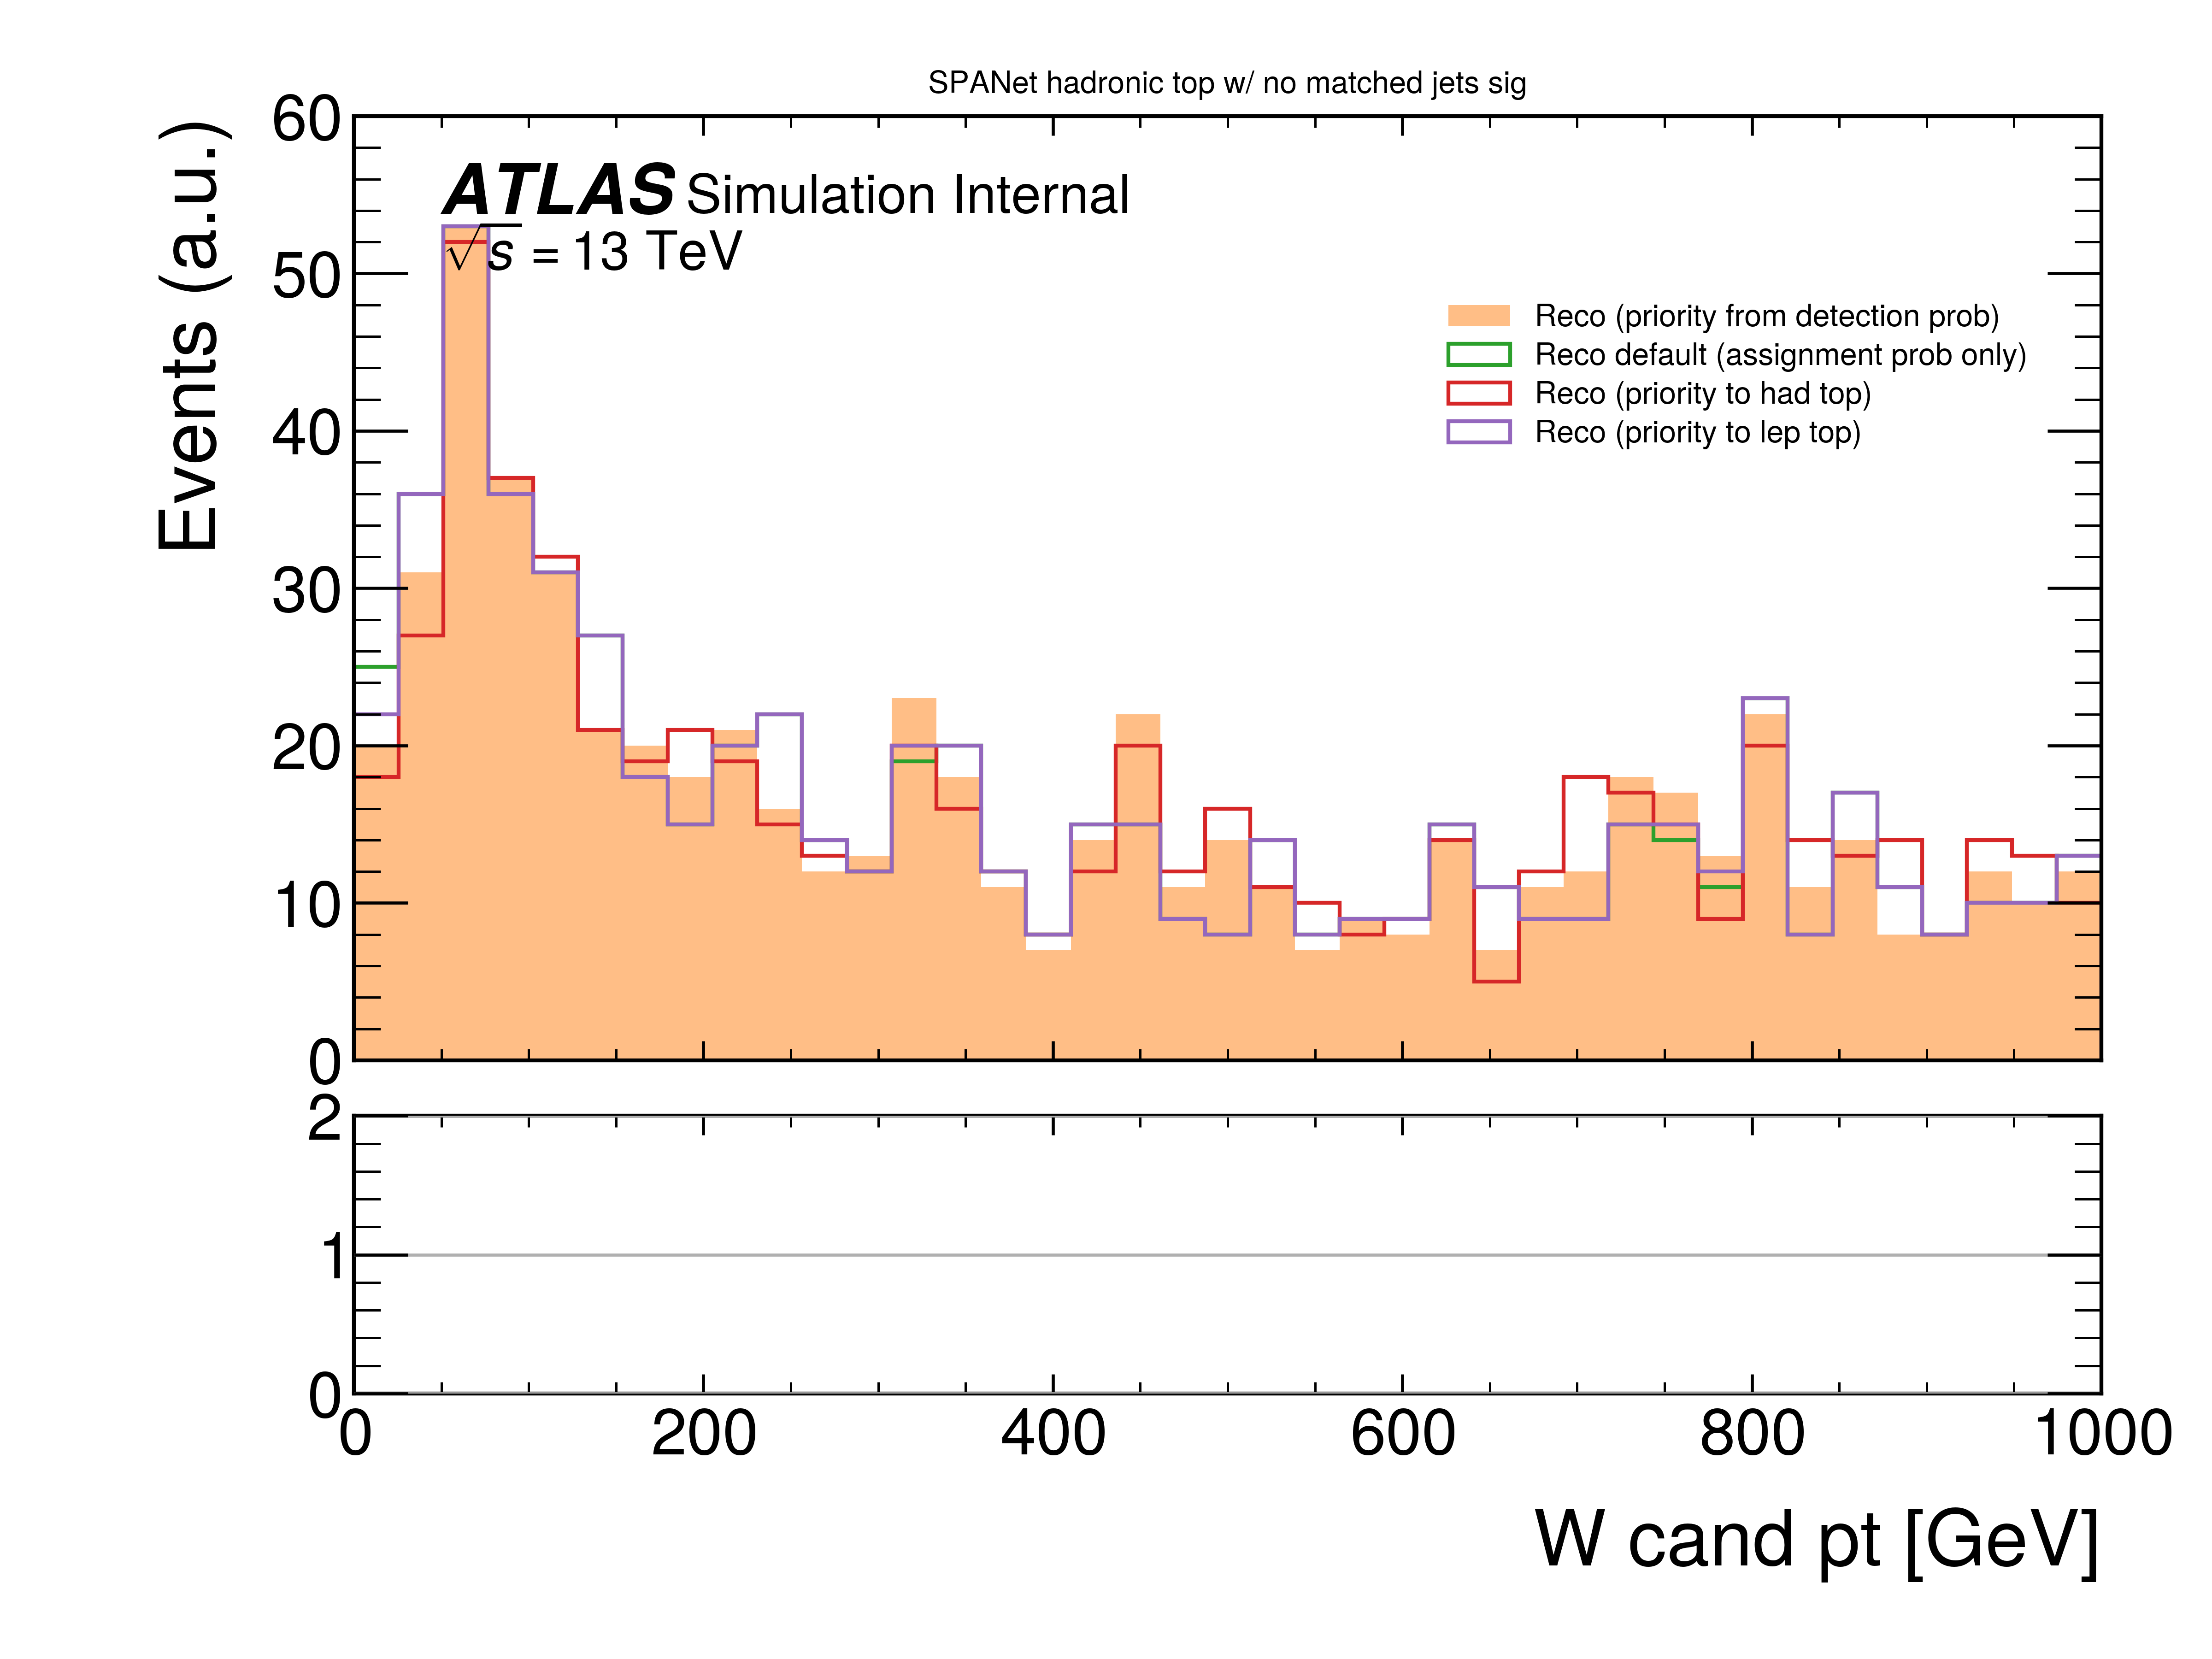 SPANet hadronic top w/ no matched jets sig
60
50
40
30
20
10
0
Events (a.u.)
ATLAS Simulation Internal
√s = 13 TeV
Reco (priority from detection prob)
Reco default (assignment prob only)
Reco (priority to had top)
Reco (priority to lep top)
2
1
0
0 200 400 600 800 1000
W cand pt [GeV]